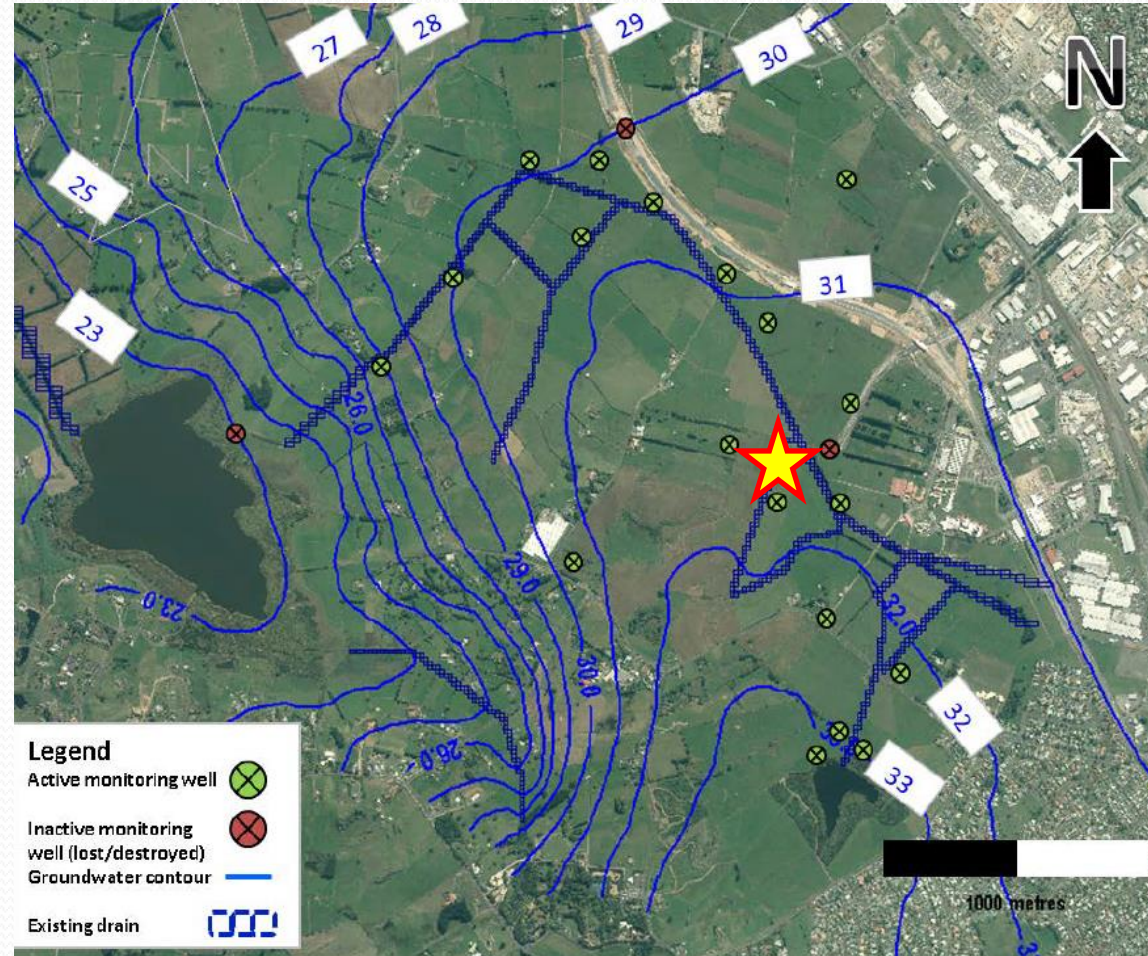 27
28
29
30
N
25
31
23
26.0
29.0
23.0
32.0
30.0
32
26.0
33
Legend
Active monitoring well
Inactive monitoring
well (lost/destroyed)
Groundwater contour
Existing drain
1000 metres